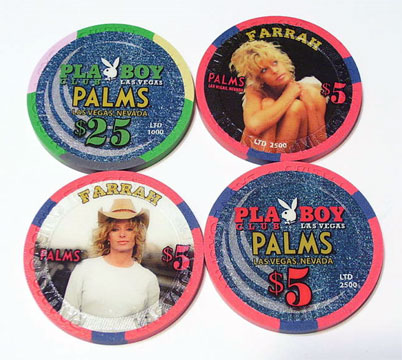 PLAYBOY
CLUB LAS VEGAS
PALMS
LAS VEGAS, NEVADA
$25
LTD
1000
FARRAH
PALMS
LAS VEGAS, NEVADA
$5
LTD 2500
FARRAH
PALMS
$5
PLAYBOY
CLUB LAS VEGAS
PALMS
LAS VEGAS, NEVADA
$5
LTD
2500